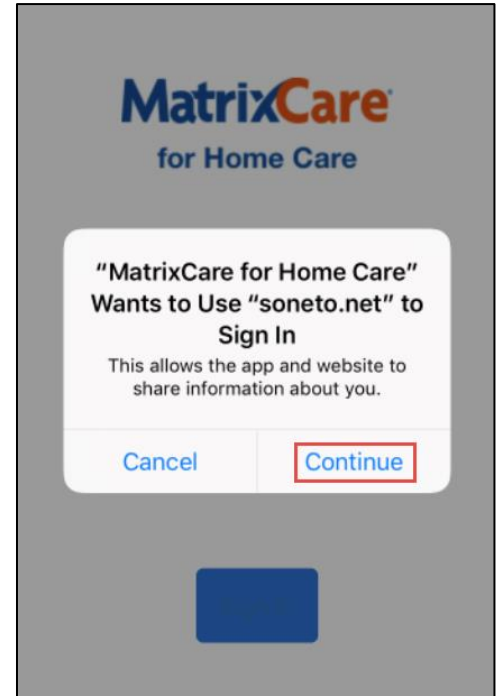 MatrixCare
for Home Care
"MatrixCare for Home Care"
Wants to Use "soneto.net" to
Sign In
This allows the app and website to
share information about you.
Cancel
Continue